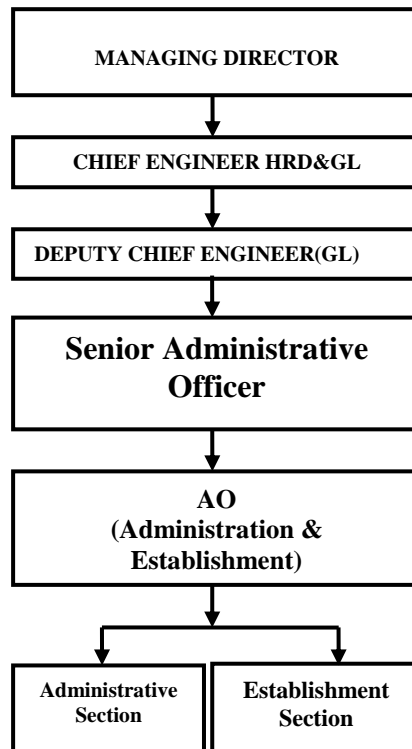 MANAGING DIRECTOR
CHIEF ENGINEER HRD&GL
DEPUTY CHIEF ENGINEER(GL)
Senior Administrative
Officer
AO
(Administration &
Establishment)
Administrative
Section
Establishment
Section